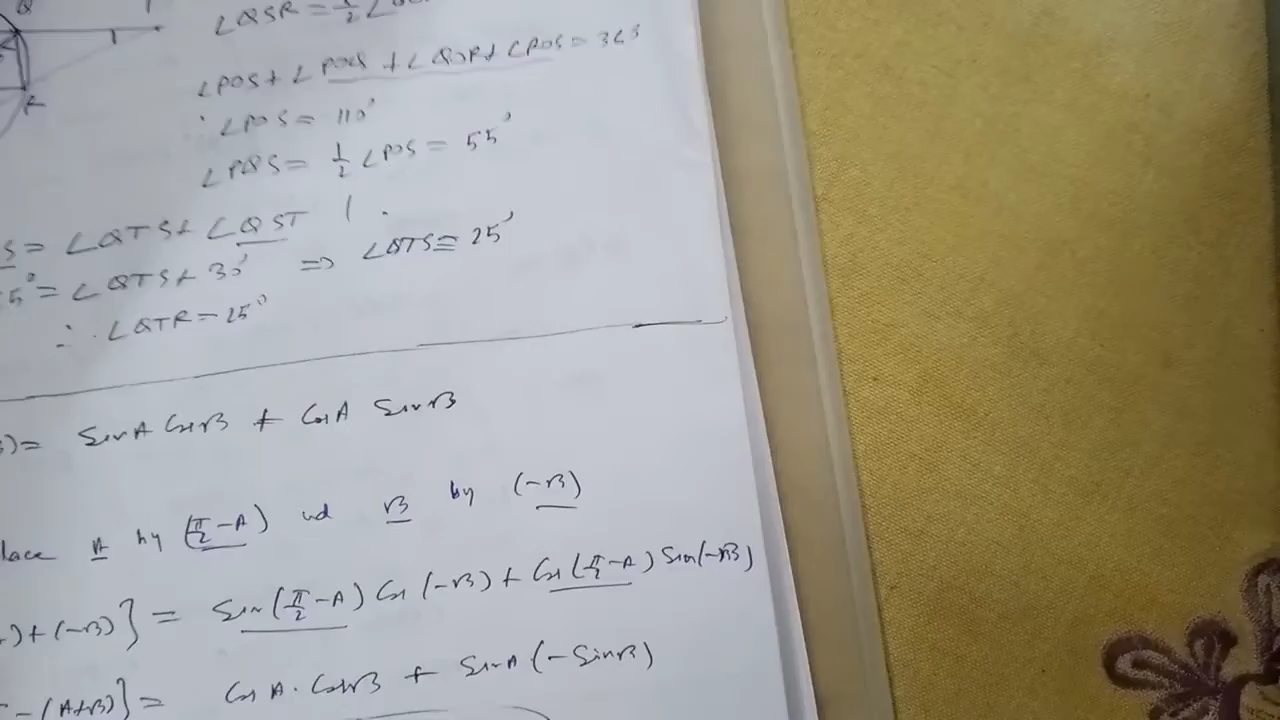 Q
R
∠QSR = 1/2 ∠
∠POS + ∠POQ + ∠QOR + ∠ROS = 360
∴ ∠POS = 110°
∠PQS = 1/2 ∠POS = 55°
S = ∠QTS + ∠QST
5° = ∠QTS + 30° => ∠QTS = 25°
∴ ∠QTR = 25°
) = Sin A Cos B + Cos A Sin B
lace A by (π/2 - A) and B by (-B)
) + (-B)} = Sin (π/2 - A) Cos (-B) + Cos (π/2 - A) Sin (-B)
- (A+B)} = Cos A . Cos B + Sin A (- Sin B)